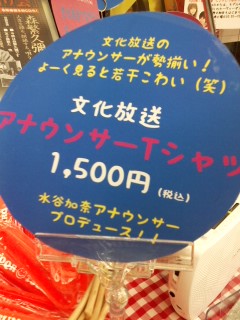 文化放送の
アナウンサーが勢揃い!
よーく見ると若干こわい(笑)
文化放送
アナウンサーTシャツ
1,500円(税込)
水谷加奈アナウンサー
プロデュース!!